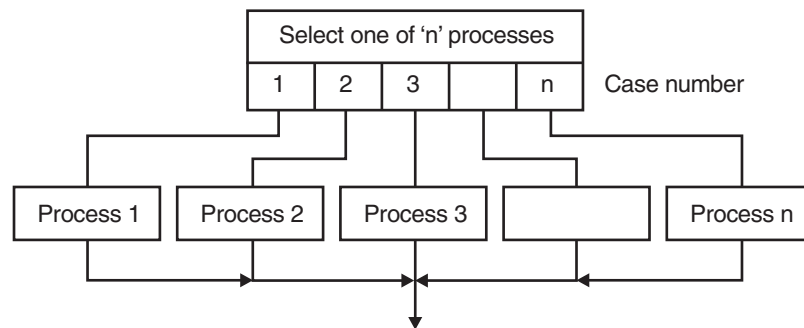 Select one of ‘n’ processes
1 2 3 n Case number
Process 1 Process 2 Process 3 Process n